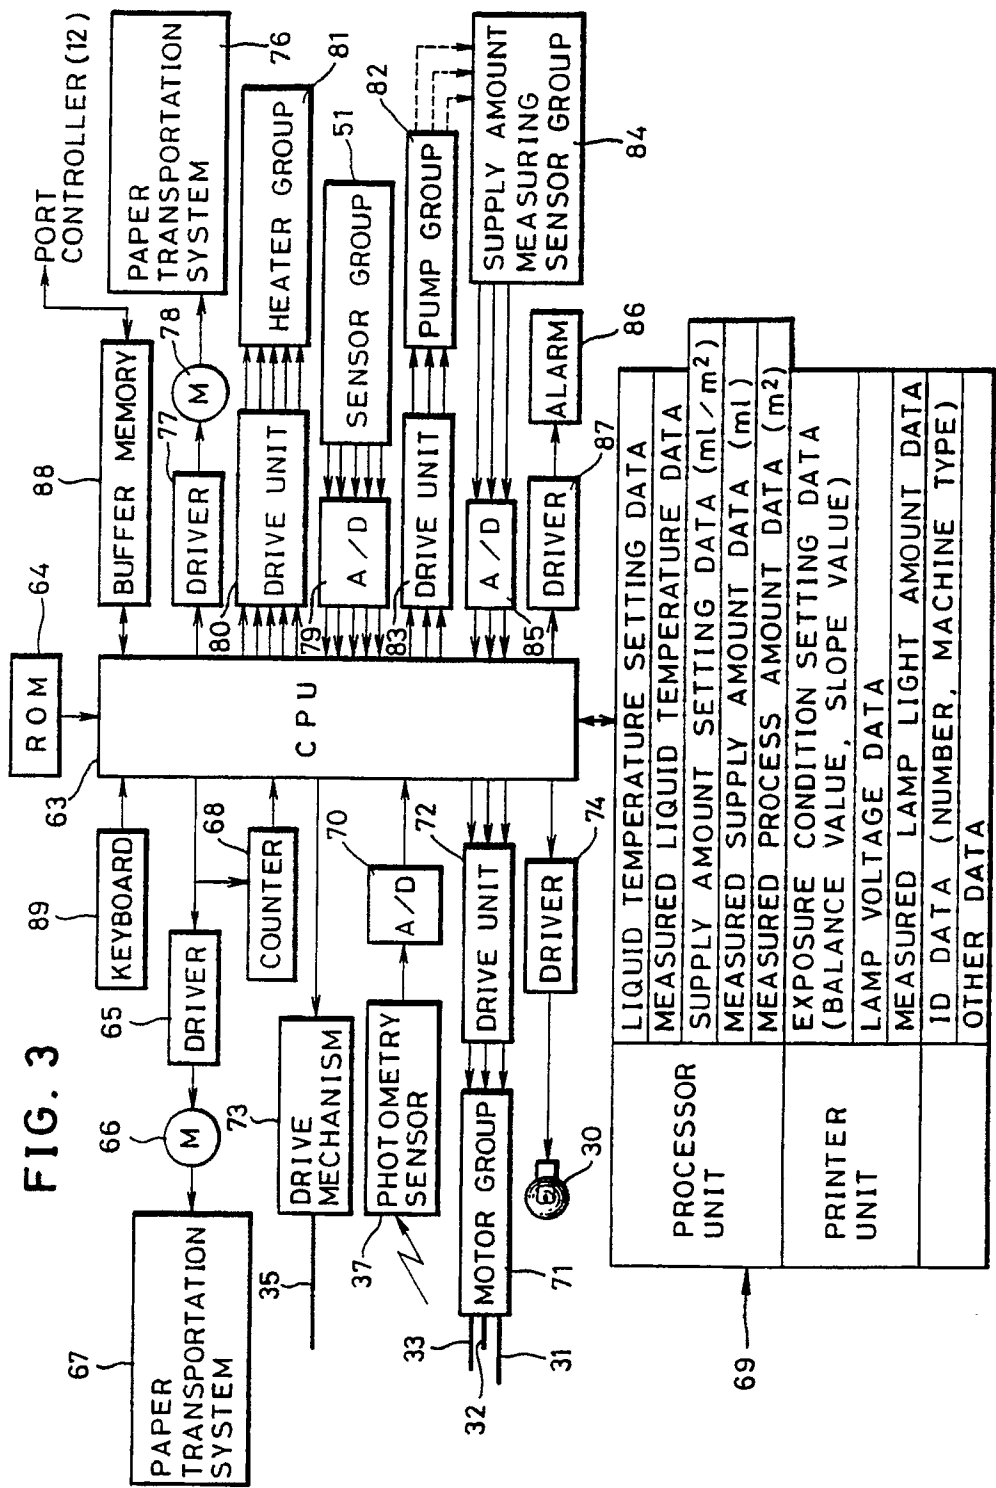 FIG. 3
67
PAPER
TRANSPORTATION
SYSTEM
66
M
65
DRIVER
89
KEYBOARD
68
COUNTER
35
73
DRIVE
MECHANISM
37
PHOTOMETRY
SENSOR
70
A/D
33
32
31
MOTOR GROUP
71
72
DRIVE UNIT
30
DRIVER
74
63
CPU
64
ROM
88
BUFFER MEMORY
PORT
CONTROLLER (12)
77
DRIVER
78
M
PAPER
TRANSPORTATION
SYSTEM
76
80
DRIVE UNIT
HEATER GROUP
81
79
A/D
SENSOR GROUP
51
83
DRIVE UNIT
PUMP GROUP
82
85
A/D
SUPPLY AMOUNT
MEASURING
SENSOR GROUP
84
DRIVER
87
ALARM
86
69
PROCESSOR
UNIT
LIQUID TEMPERATURE SETTING DATA
MEASURED LIQUID TEMPERATURE DATA
SUPPLY AMOUNT SETTING DATA (ml/m²)
MEASURED SUPPLY AMOUNT DATA (ml)
MEASURED PROCESS AMOUNT DATA (m²)
PRINTER
UNIT
EXPOSURE CONDITION SETTING DATA
(BALANCE VALUE, SLOPE VALUE)
LAMP VOLTAGE DATA
MEASURED LAMP LIGHT AMOUNT DATA
ID DATA (NUMBER, MACHINE TYPE)
OTHER DATA